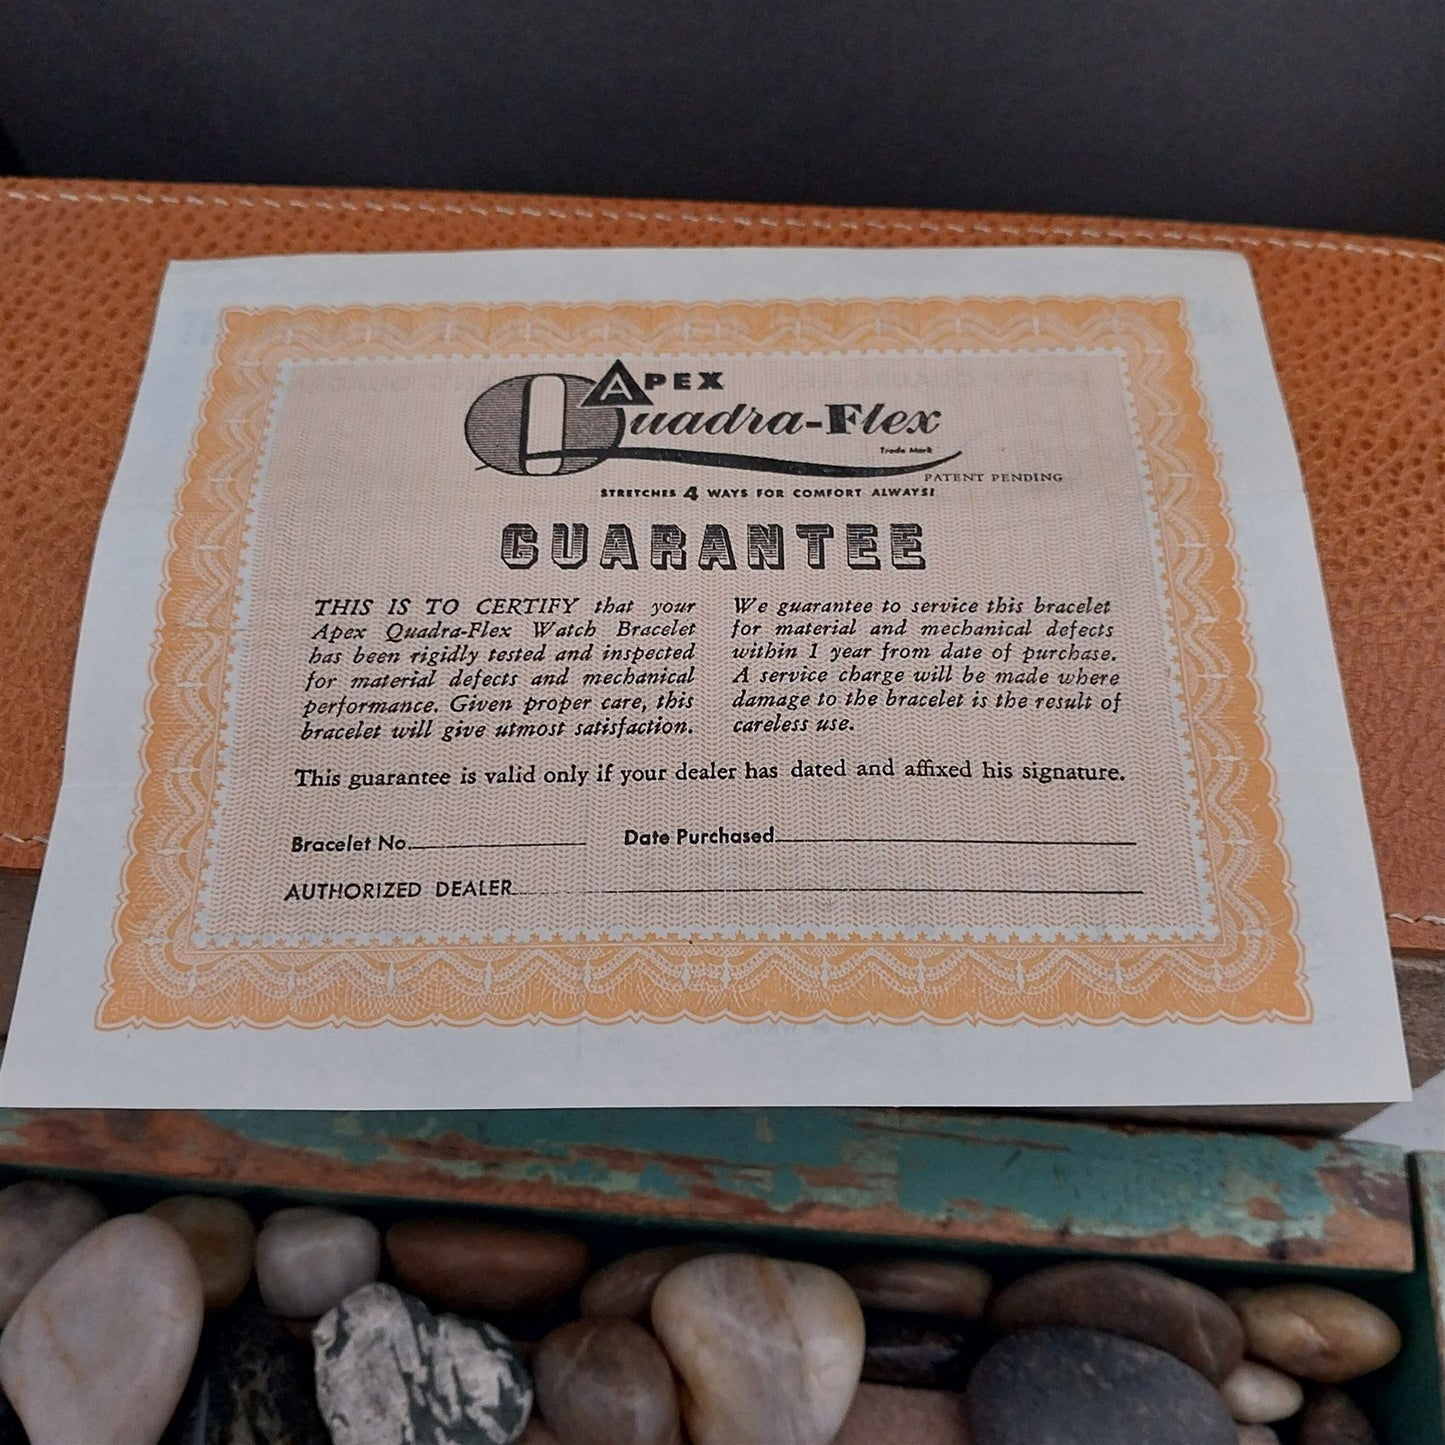 APEX
Quadra-Flex
Trade Mark
PATENT PENDING
STRETCHES 4 WAYS FOR COMFORT ALWAYS!
GUARANTEE
THIS IS TO CERTIFY that your
Apex Quadra-Flex Watch Bracelet
has been rigidly tested and inspected
for material defects and mechanical
performance. Given proper care, this
bracelet will give utmost satisfaction.
We guarantee to service this bracelet
for material and mechanical defects
within 1 year from date of purchase.
A service charge will be made where
damage to the bracelet is the result of
careless use.
This guarantee is valid only if your dealer has dated and affixed his signature.
Bracelet No.
Date Purchased
AUTHORIZED DEALER